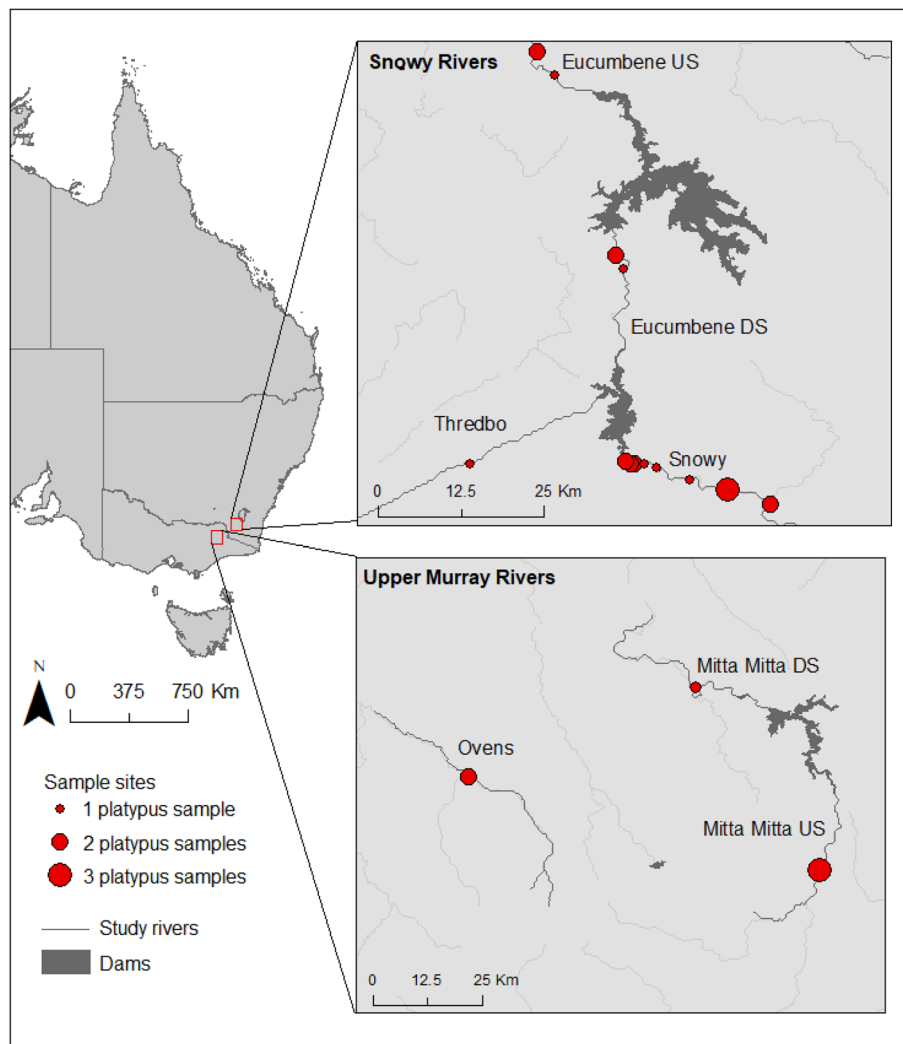 Snowy Rivers
Eucumbene US
Eucumbene DS
Thredbo
Snowy
0 12.5 25 Km
Upper Murray Rivers
Mitta Mitta DS
Ovens
Mitta Mitta US
0 12.5 25 Km
N
0 375 750 Km
Sample sites
1 platypus sample
2 platypus samples
3 platypus samples
Study rivers
Dams